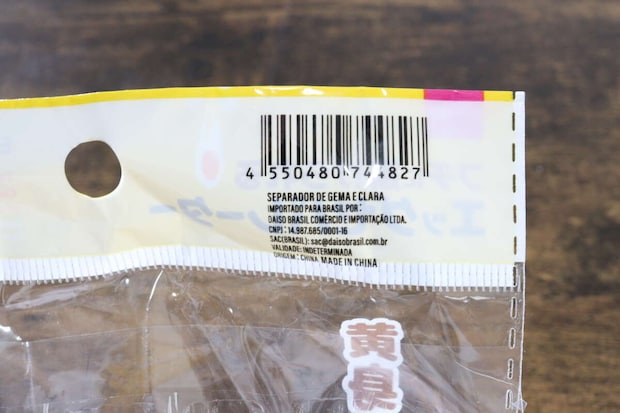 4 550480 744827
SEPARADOR DE GEMA E CLARA
IMPORTADO PARA BRASIL POR:
DAISO BRASIL COMÉRCIO E IMPORTAÇÃO LTDA.
CNPJ: 14.987.685/0001-16
SAC(BRASIL): sac@daisobrasil.com.br
VALIDADE: INDETERMINADA
ORIGEM: CHINA MADE IN CHINA
黄身